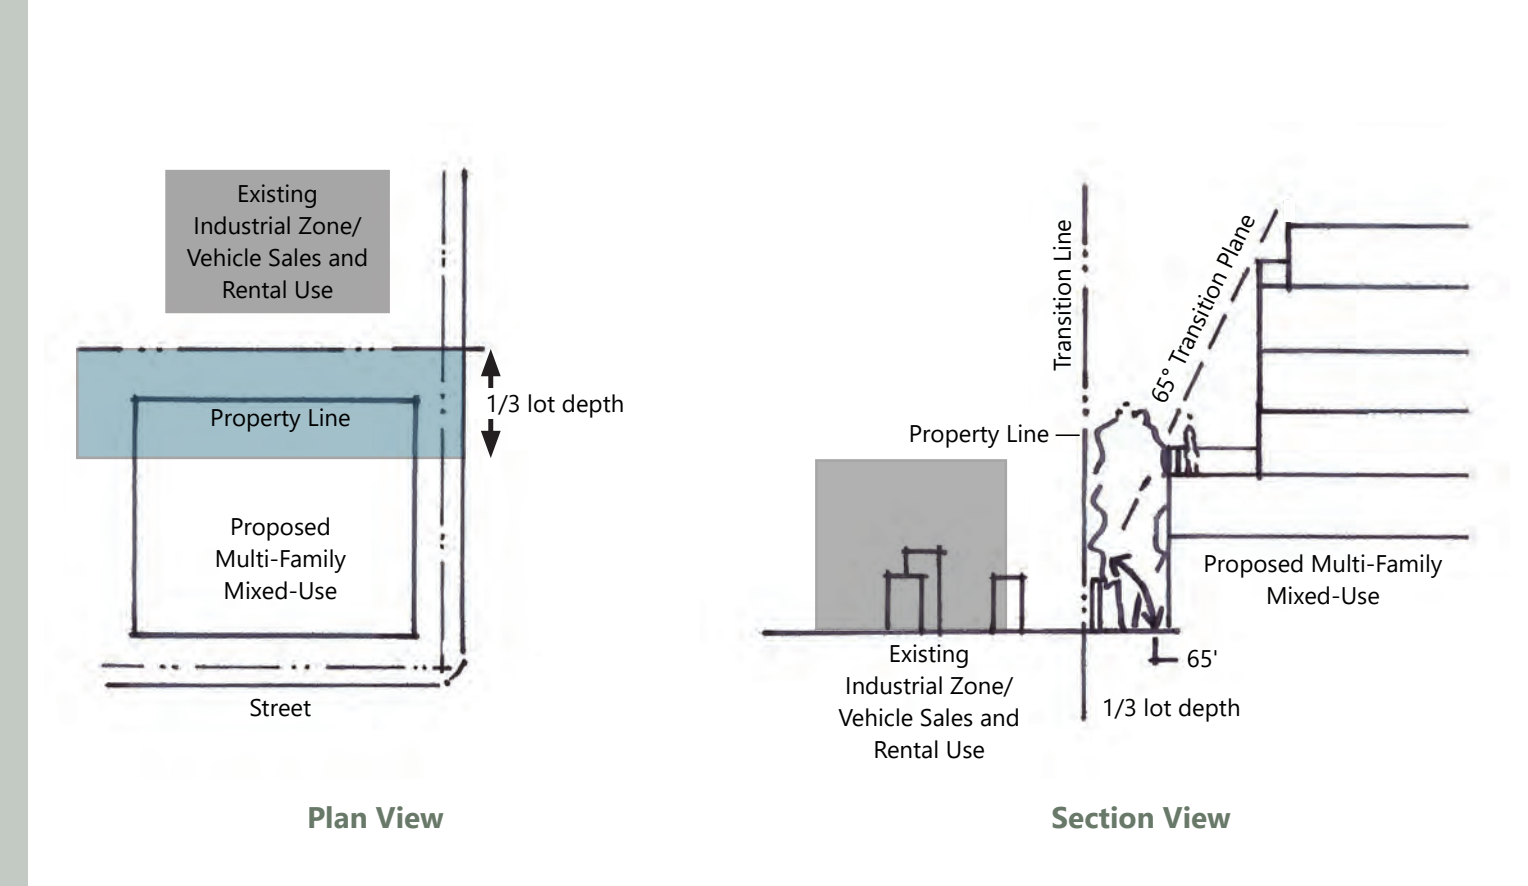 Existing
Industrial Zone/
Vehicle Sales and
Rental Use
1/3 lot depth
Property Line
Proposed
Multi-Family
Mixed-Use
Street
Plan View
Transition Line
65° Transition Plane
Property Line
Proposed Multi-Family
Mixed-Use
Existing
Industrial Zone/
Vehicle Sales and
Rental Use
65'
1/3 lot depth
Section View